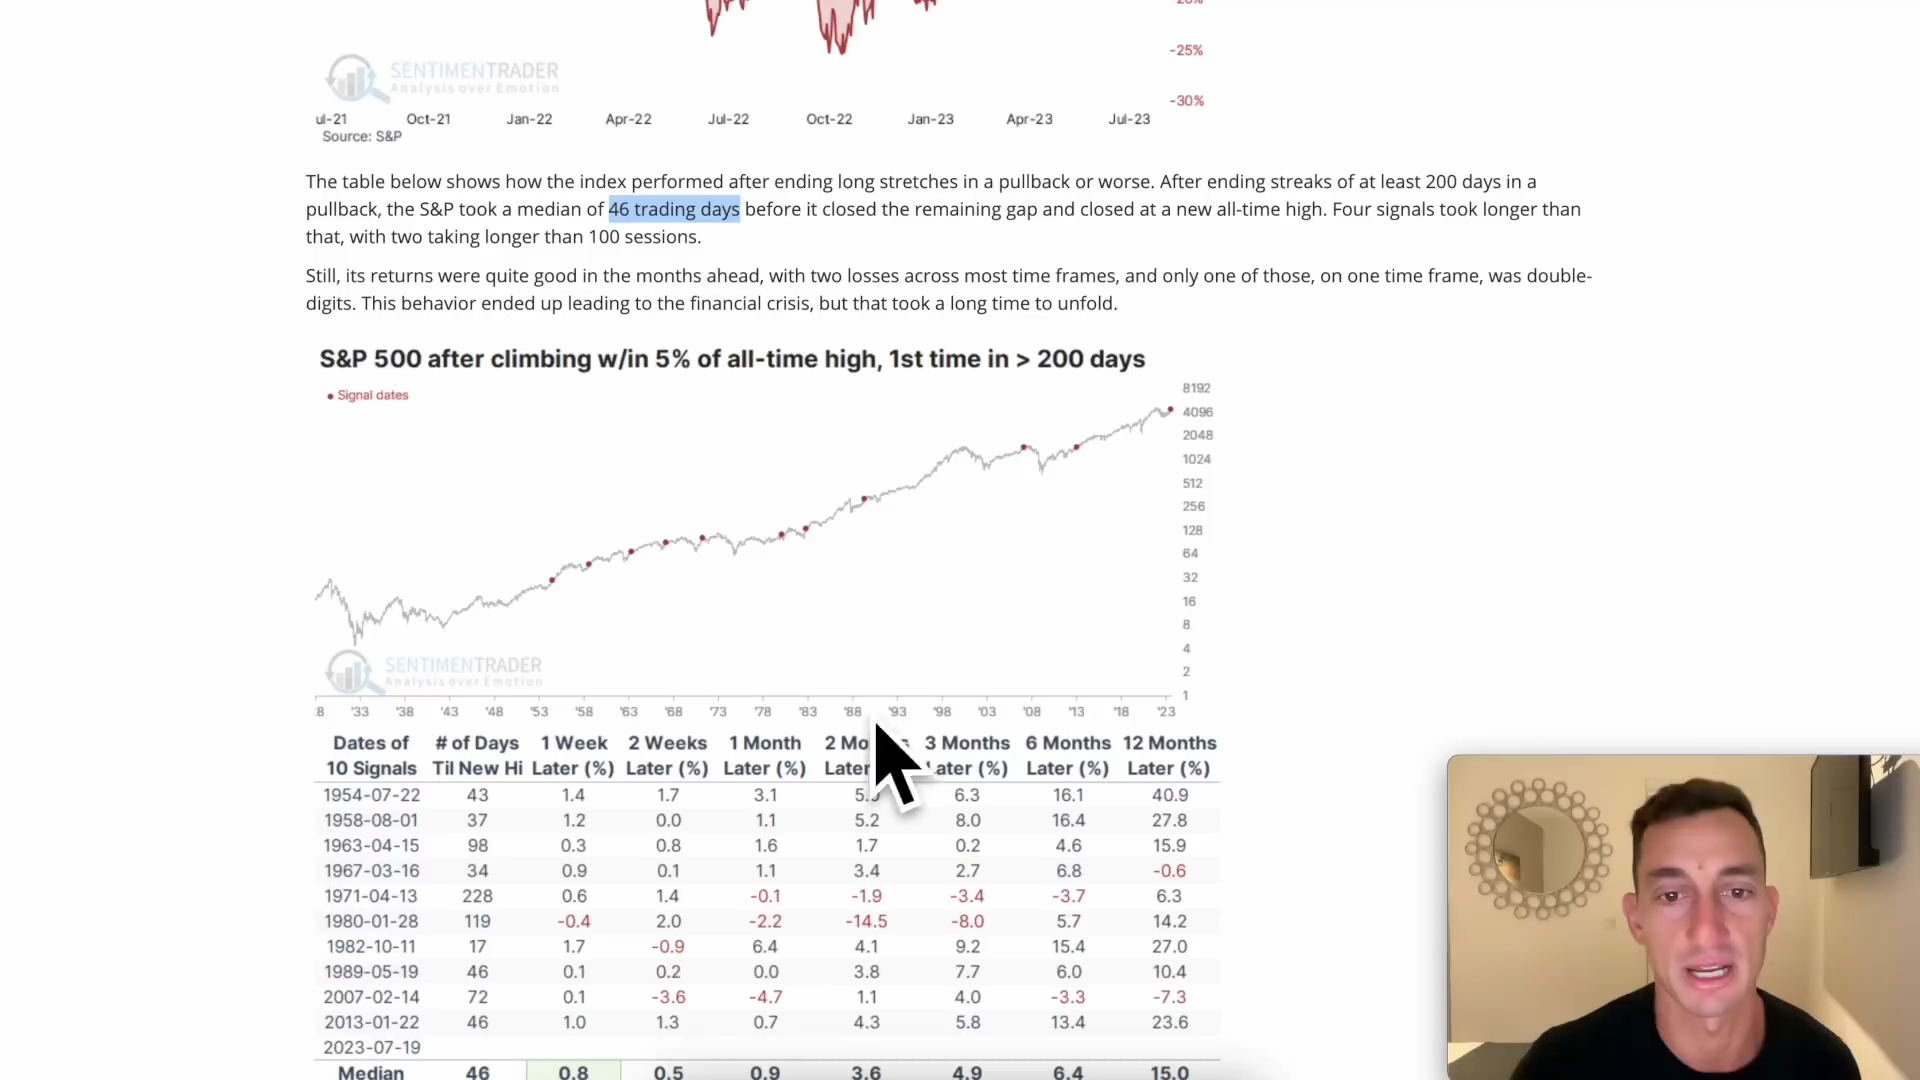 -25%
SENTIMENTRADER
Analysis over Emotion
-30%
ul-21 Oct-21 Jan-22 Apr-22 Jul-22 Oct-22 Jan-23 Apr-23 Jul-23
Source: S&P
The table below shows how the index performed after ending long stretches in a pullback or worse. After ending streaks of at least 200 days in a
pullback, the S&P took a median of 46 trading days before it closed the remaining gap and closed at a new all-time high. Four signals took longer than
that, with two taking longer than 100 sessions.
Still, its returns were quite good in the months ahead, with two losses across most time frames, and only one of those, on one time frame, was double-
digits. This behavior ended up leading to the financial crisis, but that took a long time to unfold.
S&P 500 after climbing w/in 5% of all-time high, 1st time in > 200 days
Signal dates
8192
4096
2048
1024
512
256
128
64
32
16
8
4
2
1
SENTIMENTRADER
Analysis over Emotion
8 '33 '38 '43 '48 '53 '58 '63 '68 '73 '78 '83 '88 '93 '98 '03 '08 '13 '18 '23
Dates of # of Days 1 Week 2 Weeks 1 Month 2 3 Months 6 Months 12 Months
10 Signals Til New Hi Later (%) Later (%) Later (%) Later Later (%) Later (%) Later (%)
1954-07-22 43 1.4 1.7 3.1 6.3 16.1 40.9
1958-08-01 37 1.2 0.0 1.1 5.2 8.0 16.4 27.8
1963-04-15 98 0.3 0.8 1.6 1.7 0.2 4.6 15.9
1967-03-16 34 0.9 0.1 1.1 3.4 2.7 6.8 -0.6
1971-04-13 228 0.6 1.4 -0.1 -1.9 -3.4 -3.7 6.3
1980-01-28 119 -0.4 2.0 -2.2 -14.5 -8.0 5.7 14.2
1982-10-11 17 1.7 -0.9 6.4 4.1 9.2 15.4 27.0
1989-05-19 46 0.1 0.2 0.0 3.8 7.7 6.0 10.4
2007-02-14 72 0.1 -3.6 -4.7 1.1 4.0 -3.3 -7.3
2013-01-22 46 1.0 1.3 0.7 4.3 5.8 13.4 23.6
2023-07-19
Median 46 0.8 0.5 0.9 3.6 4.9 6.4 15.0